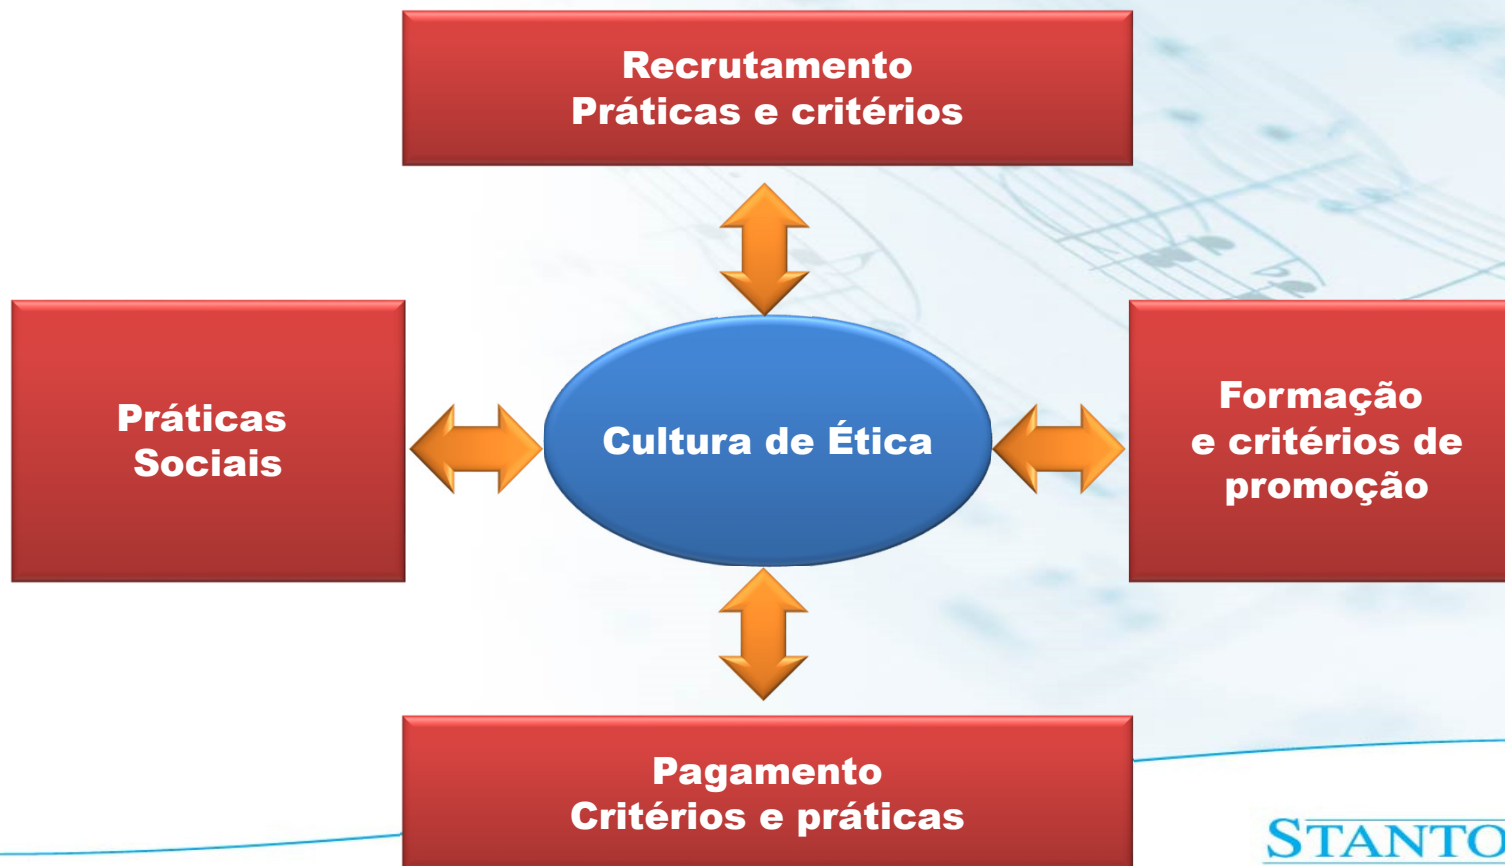 Recrutamento
Práticas e critérios
Práticas
Sociais
Cultura de Ética
Formação
e critérios de
promoção
Pagamento
Critérios e práticas
STANTO